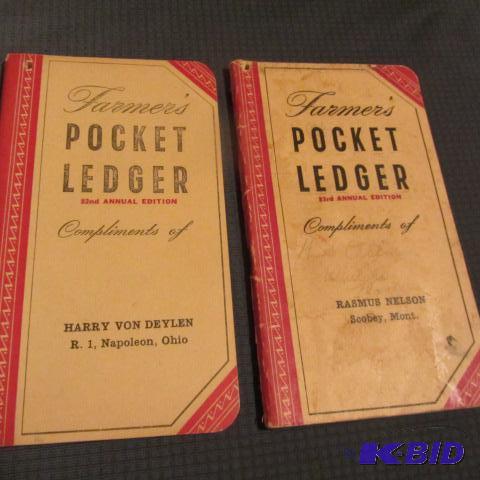 Farmer's
POCKET
LEDGER
82nd ANNUAL EDITION
Compliments of
HARRY VON DEYLEN
R. 1, Napoleon, Ohio
Farmer's
POCKET
LEDGER
83rd ANNUAL EDITION
Compliments of
RASMUS NELSON
Scobey, Mont.
K-BID